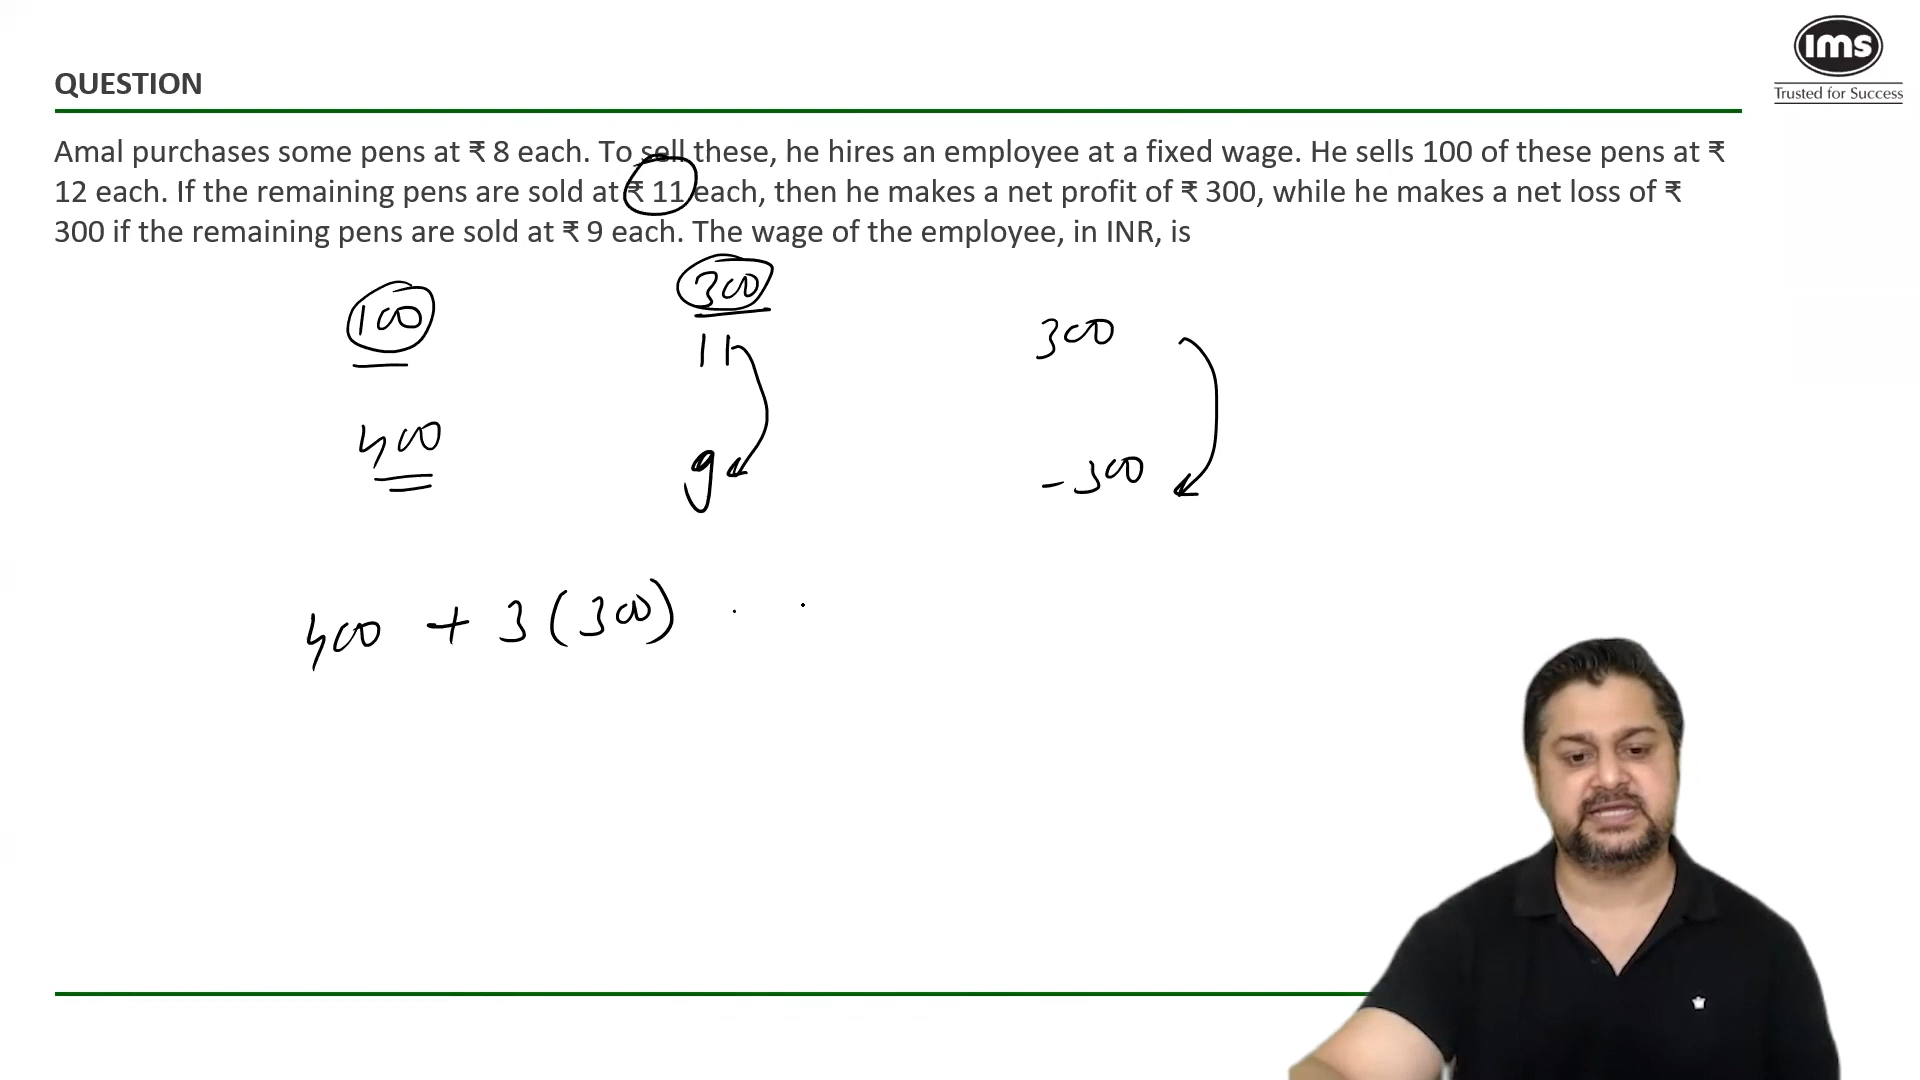 ims
Trusted for Success
QUESTION
Amal purchases some pens at ₹ 8 each. To sell these, he hires an employee at a fixed wage. He sells 100 of these pens at ₹
12 each. If the remaining pens are sold at ₹ 11 each, then he makes a net profit of ₹ 300, while he makes a net loss of ₹
300 if the remaining pens are sold at ₹ 9 each. The wage of the employee, in INR, is
100 300 300
11
400 9 -300
400 + 3 (300)